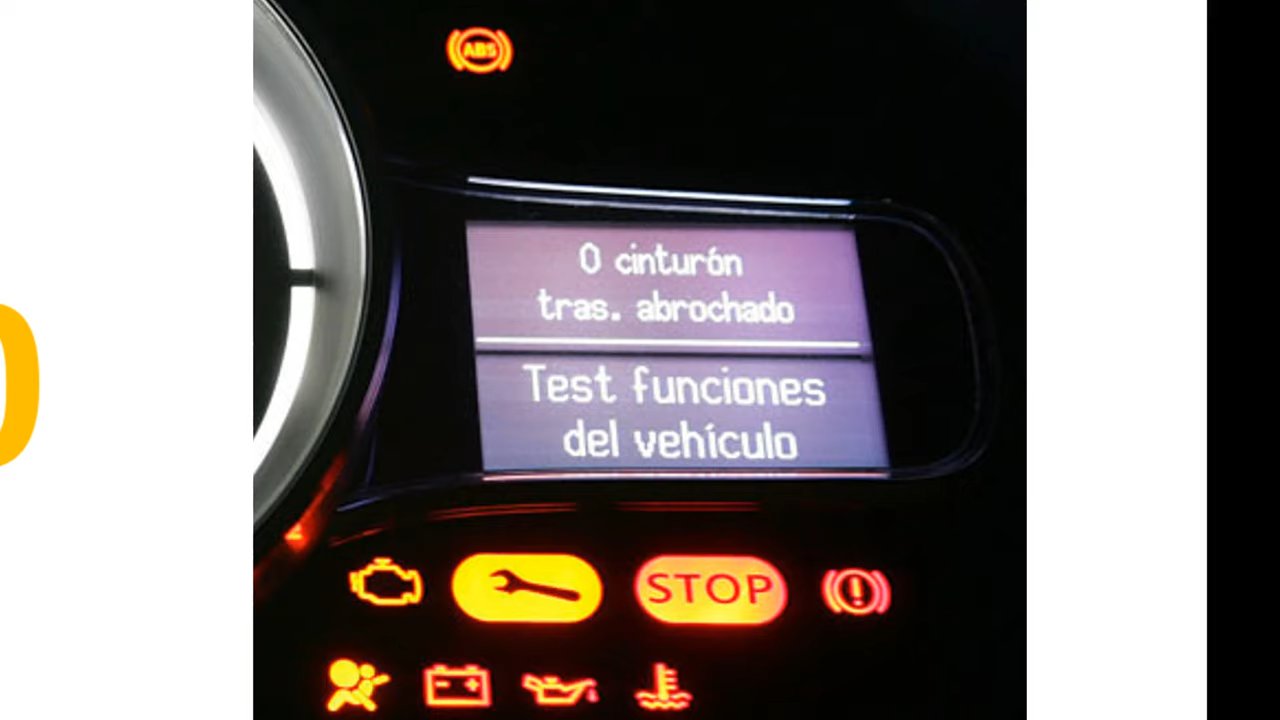 ABS
0 cinturón
tras. abrochado
Test funciones
del vehículo
STOP